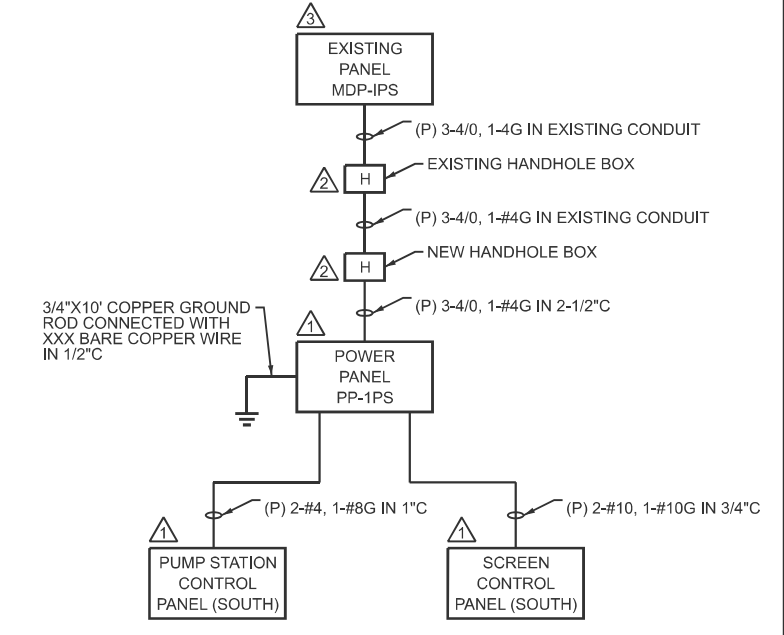 3
EXISTING
PANEL
MDP-IPS
(P) 3-4/0, 1-4G IN EXISTING CONDUIT
2
H
EXISTING HANDHOLE BOX
(P) 3-4/0, 1-#4G IN EXISTING CONDUIT
2
H
NEW HANDHOLE BOX
3/4"X10' COPPER GROUND
ROD CONNECTED WITH
XXX BARE COPPER WIRE
IN 1/2"C
(P) 3-4/0, 1-#4G IN 2-1/2"C
1
POWER
PANEL
PP-1PS
(P) 2-#4, 1-#8G IN 1"C
(P) 2-#10, 1-#10G IN 3/4"C
1
PUMP STATION
CONTROL
PANEL (SOUTH)
1
SCREEN
CONTROL
PANEL (SOUTH)